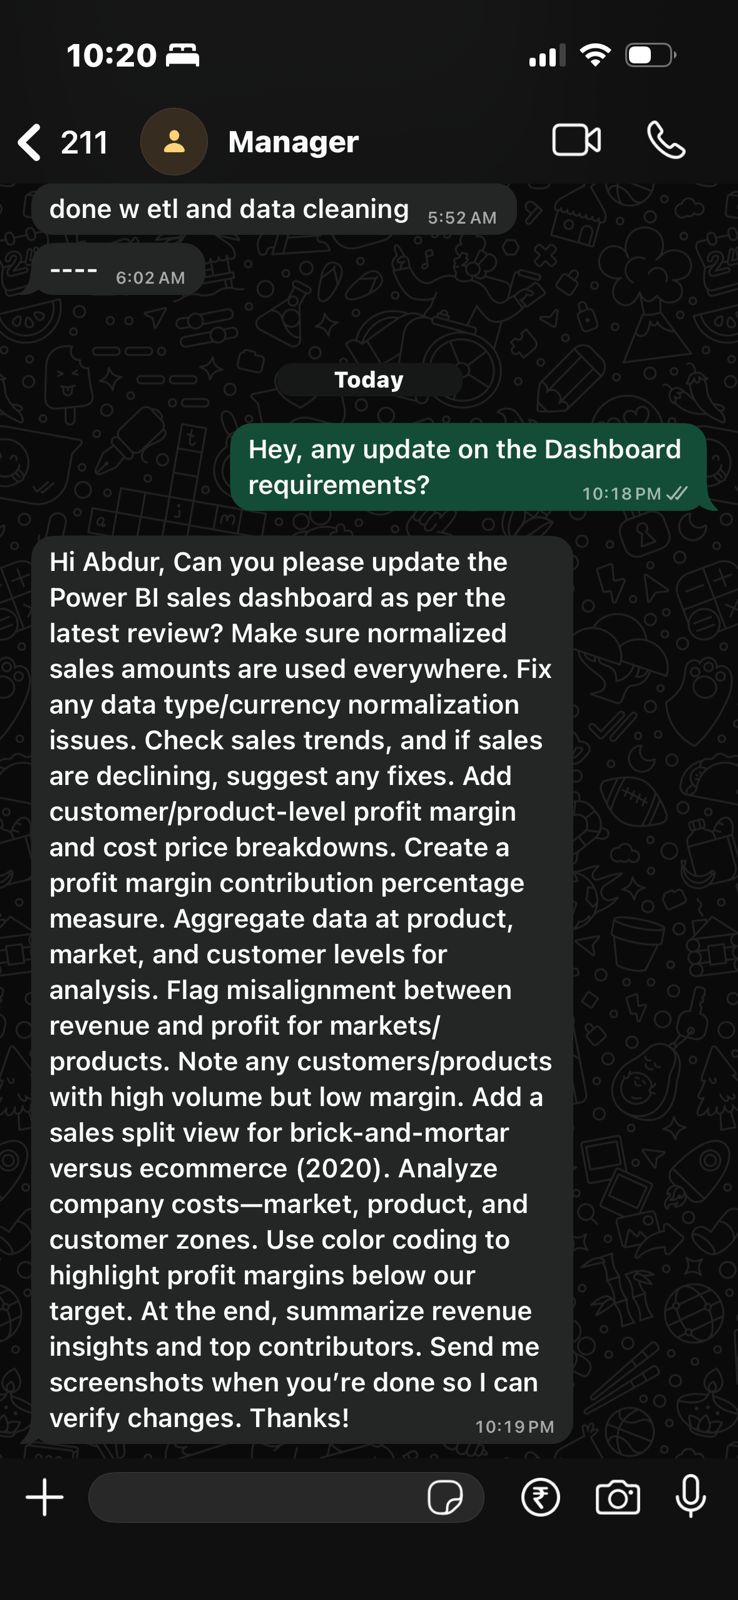 10:20
211 Manager
done w etl and data cleaning 5:52 AM
---- 6:02 AM
Today
Hey, any update on the Dashboard
requirements? 10:18 PM
Hi Abdur, Can you please update the
Power BI sales dashboard as per the
latest review? Make sure normalized
sales amounts are used everywhere. Fix
any data type/currency normalization
issues. Check sales trends, and if sales
are declining, suggest any fixes. Add
customer/product-level profit margin
and cost price breakdowns. Create a
profit margin contribution percentage
measure. Aggregate data at product,
market, and customer levels for
analysis. Flag misalignment between
revenue and profit for markets/
products. Note any customers/products
with high volume but low margin. Add a
sales split view for brick-and-mortar
versus ecommerce (2020). Analyze
company costs—market, product, and
customer zones. Use color coding to
highlight profit margins below our
target. At the end, summarize revenue
insights and top contributors. Send me
screenshots when you’re done so I can
verify changes. Thanks! 10:19 PM
₹